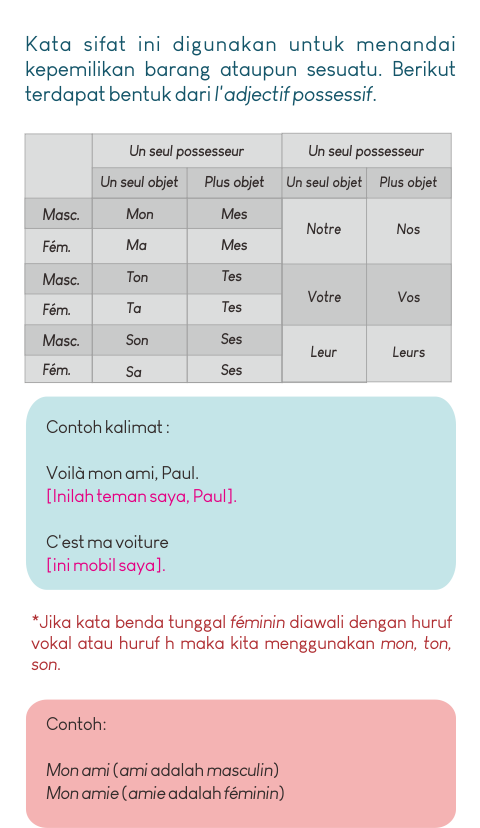 Kata sifat ini digunakan untuk menandai
kepemilikan barang ataupun sesuatu. Berikut
terdapat bentuk dari l'adjectif possessif.
Un seul possesseur Un seul possesseur
Un seul objet Plus objet Un seul objet Plus objet
Masc. Mon Mes
Notre Nos
Fém. Ma Mes
Masc. Ton Tes
Votre Vos
Fém. Ta Tes
Masc. Son Ses
Leur Leurs
Fém. Sa Ses
Contoh kalimat :
Voilà mon ami, Paul.
[Inilah teman saya, Paul].
C'est ma voiture
[ini mobil saya].
*Jika kata benda tunggal féminin diawali dengan huruf
vokal atau huruf h maka kita menggunakan mon, ton,
son.
Contoh:
Mon ami (ami adalah masculin)
Mon amie (amie adalah féminin)